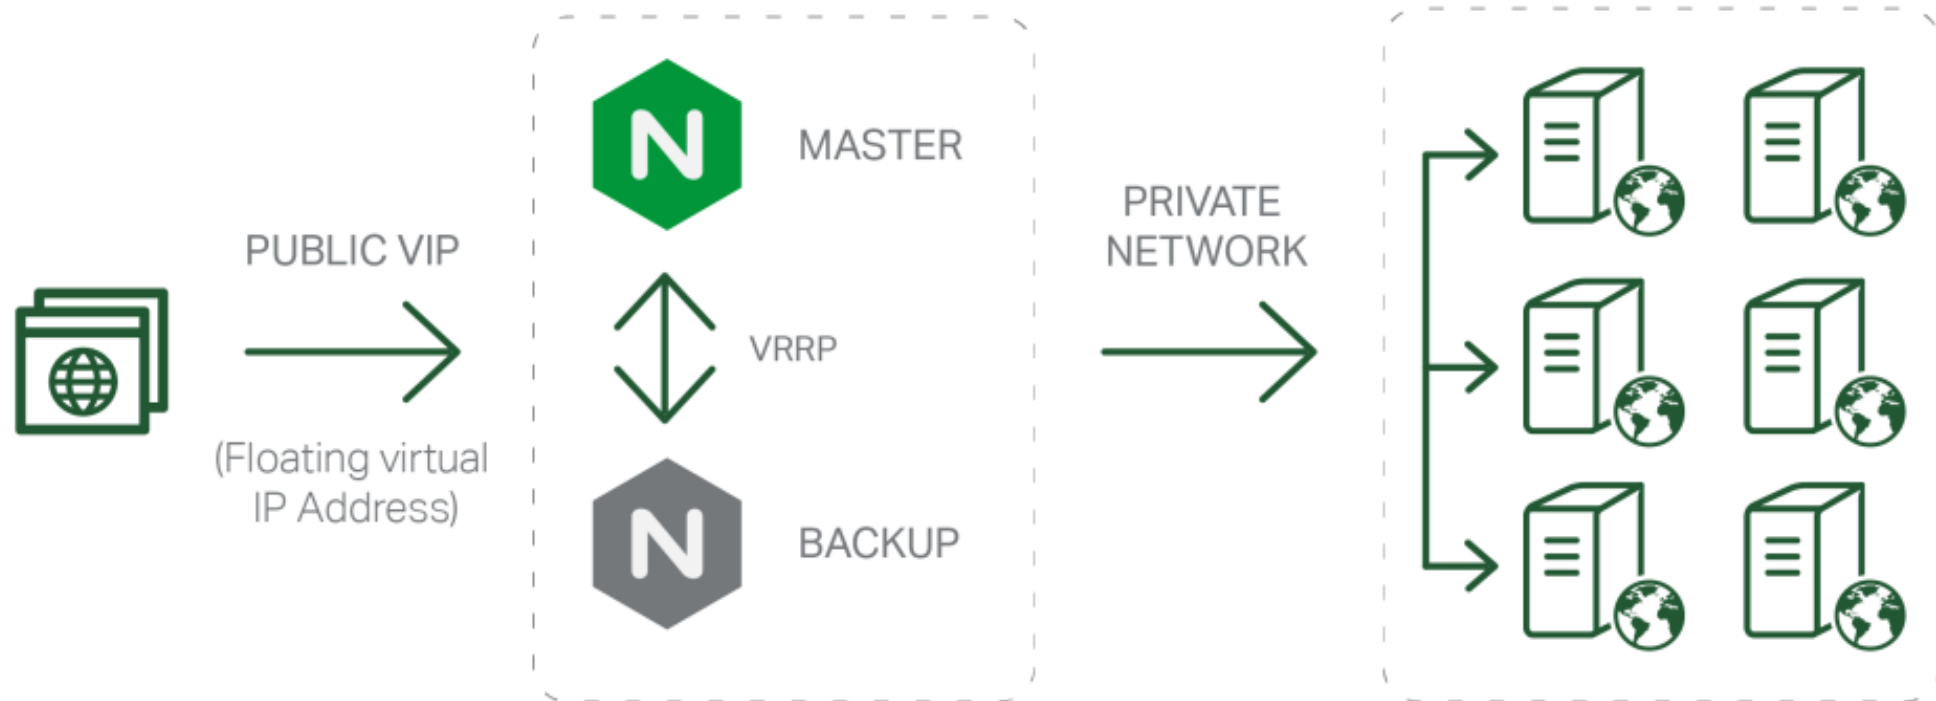 PUBLIC VIP
(Floating virtual
IP Address)
N
MASTER
VRRP
N
BACKUP
PRIVATE
NETWORK